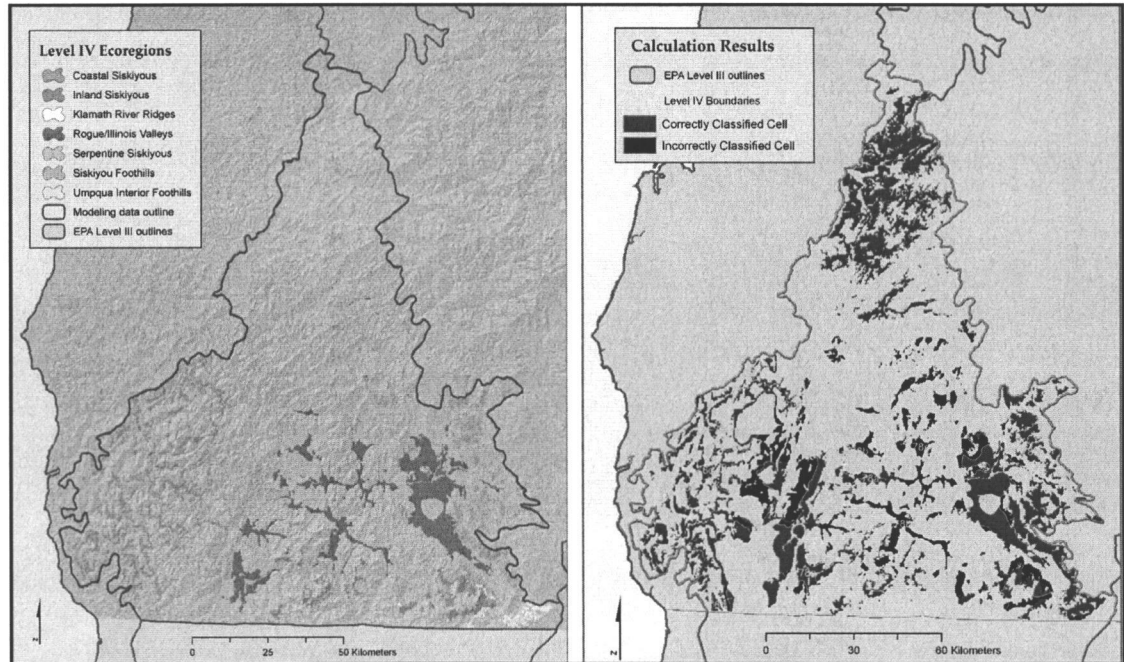 Level IV Ecoregions
Coastal Siskiyous
Inland Siskiyous
Klamath River Ridges
Rogue/Illinois Valleys
Serpentine Siskiyous
Siskiyou Foothills
Umpqua Interior Foothills
Modeling data outline
EPA Level III outlines
N
0 25 50 Kilometers
Calculation Results
EPA Level III outlines
Level IV Boundaries
Correctly Classified Cell
Incorrectly Classified Cell
N
0 30 60 Kilometers